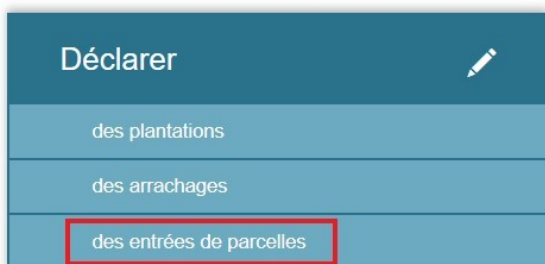 Déclarer
des plantations
des arrachages
des entrées de parcelles